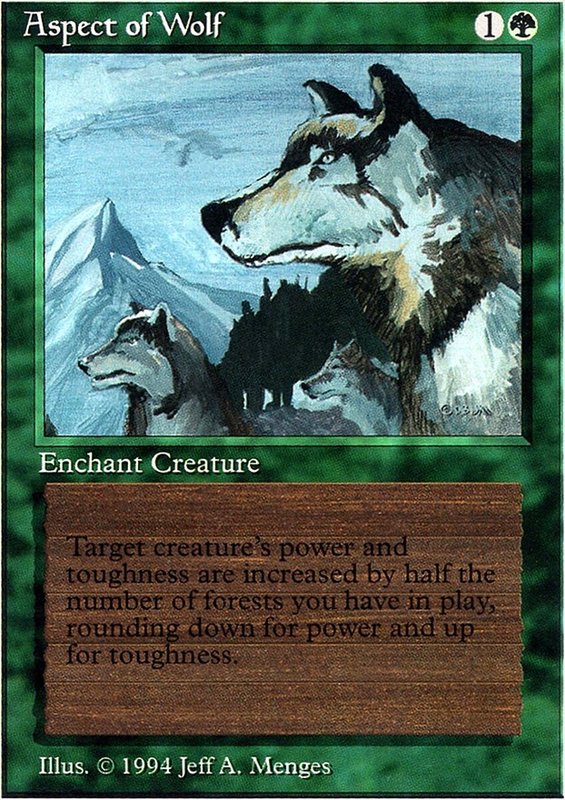 Aspect of Wolf 1
Enchant Creature
Target creature's power and
toughness are increased by half the
number of forests you have in play,
rounding down for power and up
for toughness.
Illus. © 1994 Jeff A. Menges